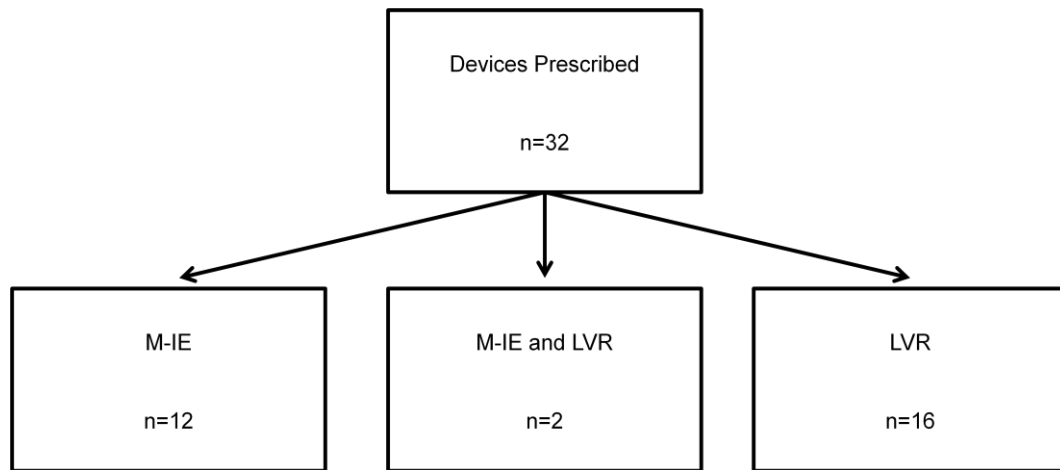 Devices Prescribed
n=32
M-IE
n=12
M-IE and LVR
n=2
LVR
n=16